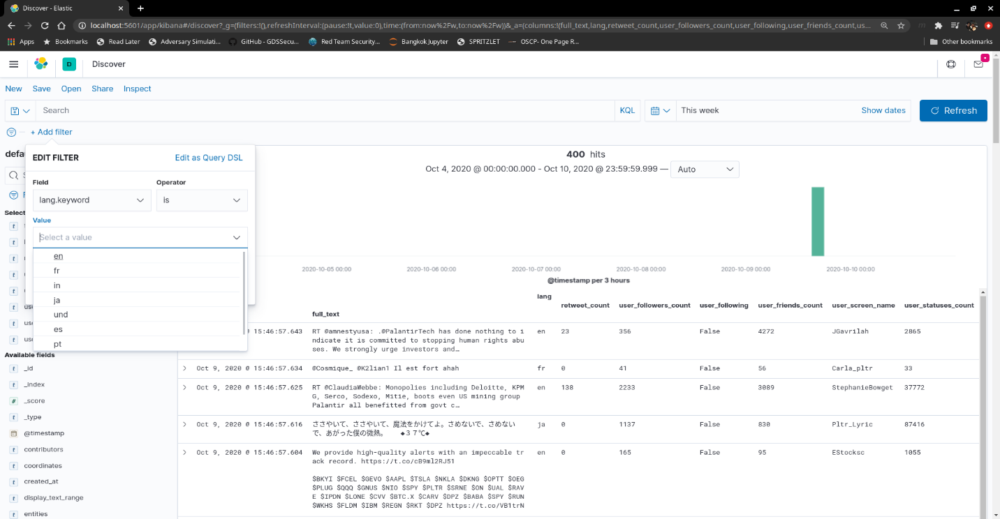 Discover - Elastic
localhost:5601/app/kibana#/discover?_g=(filters:!(),refreshInterval:(pause:!t,value:0),time:(from:now%2Fw,to:now%2Fw))&_a=(columns:!(full_text,lang,retweet_count,user_followers_count,user_following,user_friends_count,us...
Apps Bookmarks Read Later Adversary Simulati... GitHub - GDSSecu... Red Team Security... Bangkok Jupyter SPRITZLET OSCP- One Page R... Other bookmarks
D Discover
New Save Open Share Inspect
Search KQL This week Show dates Refresh
+ Add filter
EDIT FILTER Edit as Query DSL
Field Operator
lang.keyword is
Value
Select a value
en
fr
in
ja
und
es
pt
Select
Available fields
t _id
t _index
# _score
t _type
@timestamp
t contributors
t coordinates
t created_at
t display_text_range
t entities
400 hits
Oct 4, 2020 @ 00:00:00.000 - Oct 10, 2020 @ 23:59:59.999 — Auto
2020-10-05 00:00 2020-10-06 00:00 2020-10-07 00:00 2020-10-08 00:00 2020-10-09 00:00 2020-10-10 00:00
@timestamp per 3 hours
full_text lang retweet_count user_followers_count user_following user_friends_count user_screen_name user_statuses_count
15:46:57.643 RT @amnestyusa: .@PalantirTech has done nothing to i en 23 356 False 4272 JGavrilah 2865
ndicate it is committed to stopping human rights abu
ses. We strongly urge investors and…
Oct 9, 2020 @ 15:46:57.634 @Cosmique_ @K2lian1 Il est fort ahah fr 0 41 False 56 Carla_pltr 33
Oct 9, 2020 @ 15:46:57.625 RT @ClaudiaWebbe: Monopolies including Deloitte, KPM en 138 2233 False 3089 StephanieBowget 37772
G, Serco, Sodexo, Mitie, boots even US mining group
Palantir all benefitted from govt c…
Oct 9, 2020 @ 15:46:57.616 ささやいて、ささやいて、魔法をかけてよ。さめないで、さめない ja 0 1137 False 830 Pltr_Lyric 87416
で、あがった僕の微熱。 ◆３７℃◆
Oct 9, 2020 @ 15:46:57.604 We provide high-quality alerts with an impeccable tr en 0 165 False 95 EStocksc 1055
ack record. https://t.co/cB9ml2RJ51
$BKYI $FCEL $GEVO $AAPL $TSLA $NKLA $DKNG $OPTT $OEG
$PLUG $QQQ $GNUS $NIO $SPY $PLTR $SRNE $ON $UAL $RAV
E $IPDN $LONE $CVV $BTC.X $CARV $DPZ $BABA $SPY $RUN
$WKHS $FLDM $IBM $REGN $RKT $DPZ https://t.co/VB1trN